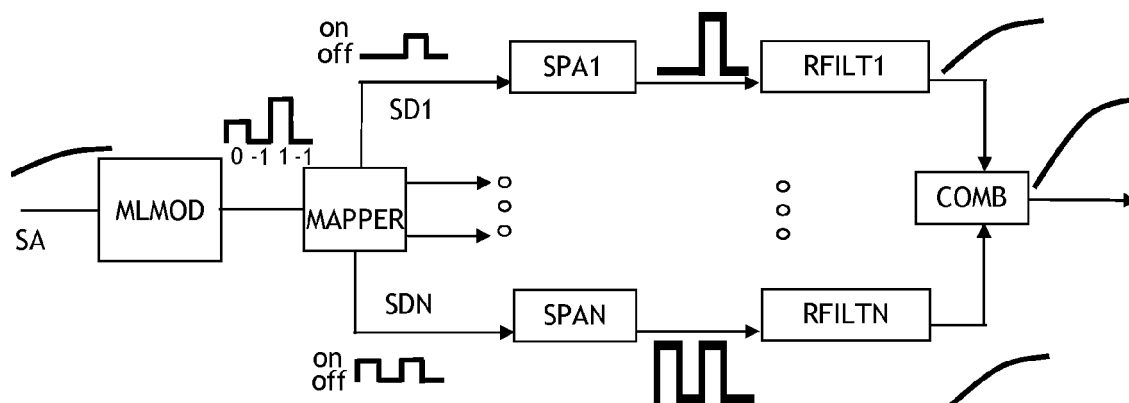 on
off
SPA1
RFILT1
SD1
0 -1 1 -1
MLMOD
MAPPER
COMB
SA
SDN
SPAN
RFILTN
on
off